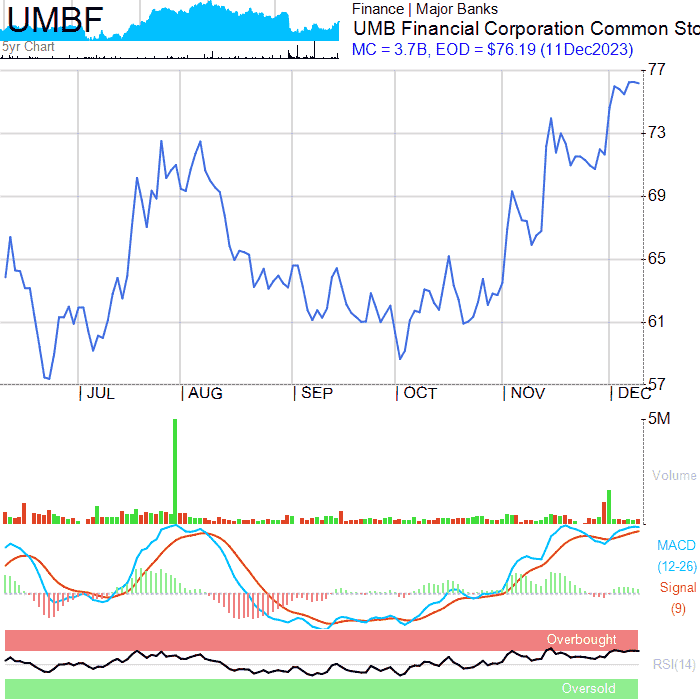 UMBF
5yr Chart
Finance | Major Banks
UMB Financial Corporation Common Sto
MC = 3.7B, EOD = $76.19 (11Dec2023)
77
73
69
65
61
57
| JUL | AUG | SEP | OCT | NOV | DEC
5M
Volume
MACD
(12-26)
Signal
(9)
Overbought
RSI(14)
Oversold